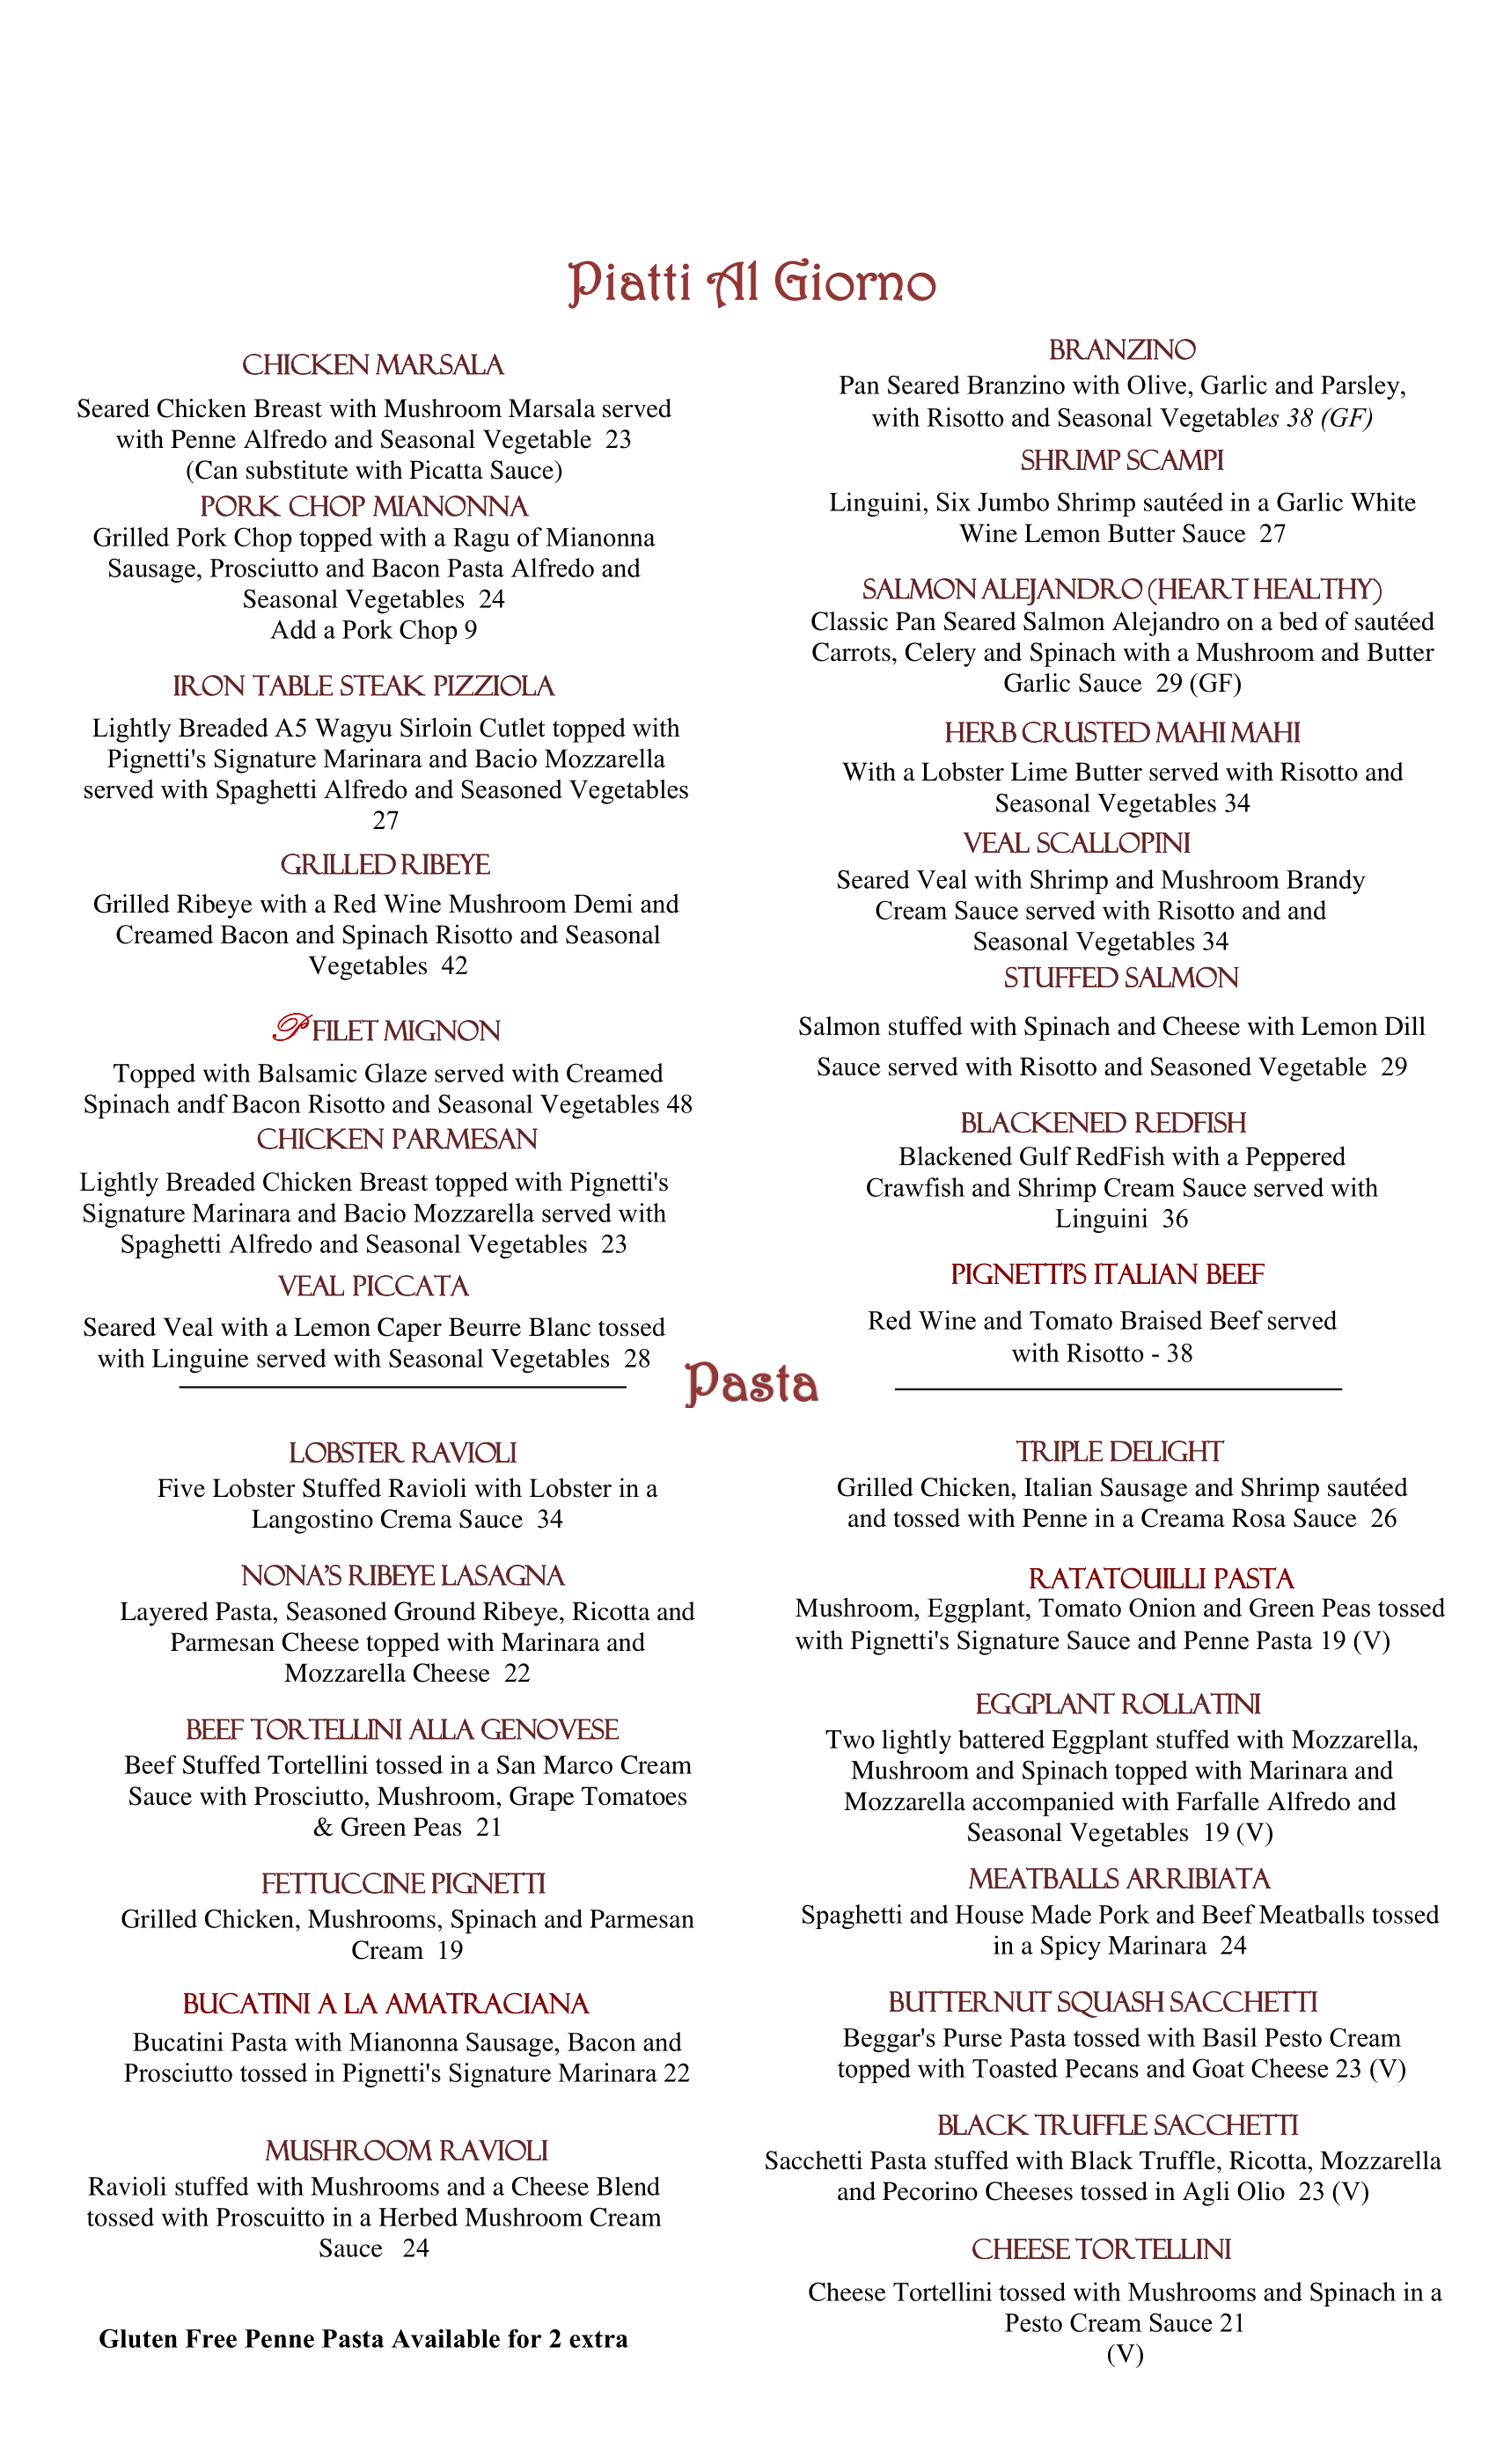 Piatti Al Giorno
CHICKEN MARSALA
Seared Chicken Breast with Mushroom Marsala served
with Penne Alfredo and Seasonal Vegetable 23
(Can substitute with Picatta Sauce)
PORK CHOP MIANONNA
Grilled Pork Chop topped with a Ragu of Mianonna
Sausage, Prosciutto and Bacon Pasta Alfredo and
Seasonal Vegetables 24
Add a Pork Chop 9
IRON TABLE STEAK PIZZIOLA
Lightly Breaded A5 Wagyu Sirloin Cutlet topped with
Pignetti's Signature Marinara and Bacio Mozzarella
served with Spaghetti Alfredo and Seasoned Vegetables
27
GRILLED RIBEYE
Grilled Ribeye with a Red Wine Mushroom Demi and
Creamed Bacon and Spinach Risotto and Seasonal
Vegetables 42
P FILET MIGNON
Topped with Balsamic Glaze served with Creamed
Spinach andf Bacon Risotto and Seasonal Vegetables 48
CHICKEN PARMESAN
Lightly Breaded Chicken Breast topped with Pignetti's
Signature Marinara and Bacio Mozzarella served with
Spaghetti Alfredo and Seasonal Vegetables 23
VEAL PICCATA
Seared Veal with a Lemon Caper Beurre Blanc tossed
with Linguine served with Seasonal Vegetables 28
BRANZINO
Pan Seared Branzino with Olive, Garlic and Parsley,
with Risotto and Seasonal Vegetables 38 (GF)
SHRIMP SCAMPI
Linguini, Six Jumbo Shrimp sautéed in a Garlic White
Wine Lemon Butter Sauce 27
SALMON ALEJANDRO (HEART HEALTHY)
Classic Pan Seared Salmon Alejandro on a bed of sautéed
Carrots, Celery and Spinach with a Mushroom and Butter
Garlic Sauce 29 (GF)
HERB CRUSTED MAHI MAHI
With a Lobster Lime Butter served with Risotto and
Seasonal Vegetables 34
VEAL SCALLOPINI
Seared Veal with Shrimp and Mushroom Brandy
Cream Sauce served with Risotto and and
Seasonal Vegetables 34
STUFFED SALMON
Salmon stuffed with Spinach and Cheese with Lemon Dill
Sauce served with Risotto and Seasoned Vegetable 29
BLACKENED REDFISH
Blackened Gulf RedFish with a Peppered
Crawfish and Shrimp Cream Sauce served with
Linguini 36
PIGNETTI'S ITALIAN BEEF
Red Wine and Tomato Braised Beef served
with Risotto - 38
Pasta
LOBSTER RAVIOLI
Five Lobster Stuffed Ravioli with Lobster in a
Langostino Crema Sauce 34
NONA'S RIBEYE LASAGNA
Layered Pasta, Seasoned Ground Ribeye, Ricotta and
Parmesan Cheese topped with Marinara and
Mozzarella Cheese 22
BEEF TORTELLINI ALLA GENOVESE
Beef Stuffed Tortellini tossed in a San Marco Cream
Sauce with Prosciutto, Mushroom, Grape Tomatoes
& Green Peas 21
FETTUCCINE PIGNETTI
Grilled Chicken, Mushrooms, Spinach and Parmesan
Cream 19
BUCATINI A LA AMATRACIANA
Bucatini Pasta with Mianonna Sausage, Bacon and
Prosciutto tossed in Pignetti's Signature Marinara 22
MUSHROOM RAVIOLI
Ravioli stuffed with Mushrooms and a Cheese Blend
tossed with Proscuitto in a Herbed Mushroom Cream
Sauce 24
Gluten Free Penne Pasta Available for 2 extra
TRIPLE DELIGHT
Grilled Chicken, Italian Sausage and Shrimp sautéed
and tossed with Penne in a Creama Rosa Sauce 26
RATATOUILLI PASTA
Mushroom, Eggplant, Tomato Onion and Green Peas tossed
with Pignetti's Signature Sauce and Penne Pasta 19 (V)
EGGPLANT ROLLATINI
Two lightly battered Eggplant stuffed with Mozzarella,
Mushroom and Spinach topped with Marinara and
Mozzarella accompanied with Farfalle Alfredo and
Seasonal Vegetables 19 (V)
MEATBALLS ARRIBIATA
Spaghetti and House Made Pork and Beef Meatballs tossed
in a Spicy Marinara 24
BUTTERNUT SQUASH SACCHETTI
Beggar's Purse Pasta tossed with Basil Pesto Cream
topped with Toasted Pecans and Goat Cheese 23 (V)
BLACK TRUFFLE SACCHETTI
Sacchetti Pasta stuffed with Black Truffle, Ricotta, Mozzarella
and Pecorino Cheeses tossed in Agli Olio 23 (V)
CHEESE TORTELLINI
Cheese Tortellini tossed with Mushrooms and Spinach in a
Pesto Cream Sauce 21
(V)